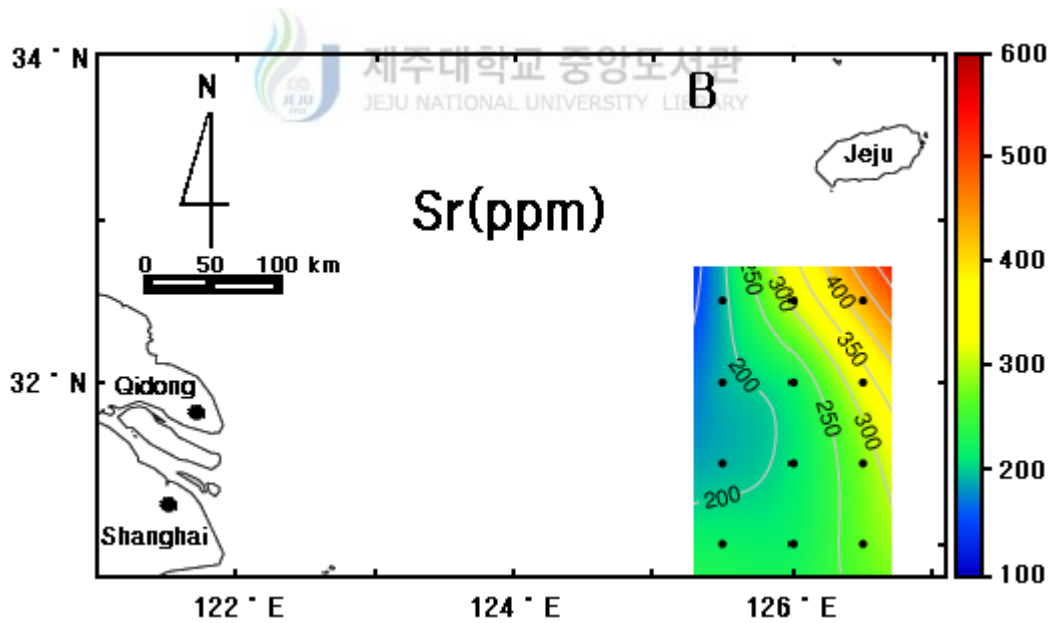 34 ° N
제주대학교 중앙도서관
JEJU NATIONAL UNIVERSITY LIBRARY
JEJU
1952
N
B
600
Jeju
500
Sr(ppm)
0 50 100 km
400
250
300
400
350
300
32 ° N
Qidong
200
250
300
200
200
Shanghai
100
122 ° E
124 ° E
126 ° E